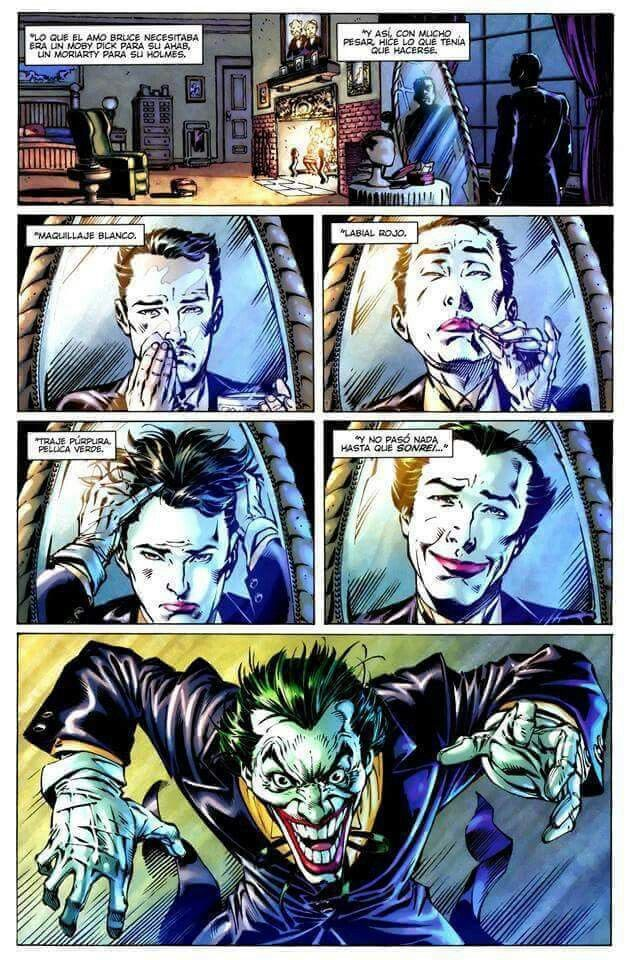 "LO QUE EL AMO BRUCE NECESITABA
ERA UN MOBY DICK PARA SU AHAB,
UN MORIARTY PARA SU HOLMES.
"Y ASÍ, CON MUCHO
PESAR, HICE LO QUE TENÍA
QUE HACERSE.
"MAQUILLAJE BLANCO.
"LABIAL ROJO.
"TRAJE PÚRPURA,
PELUCA VERDE.
"Y NO PASÓ NADA
HASTA QUE SONREÍ..."